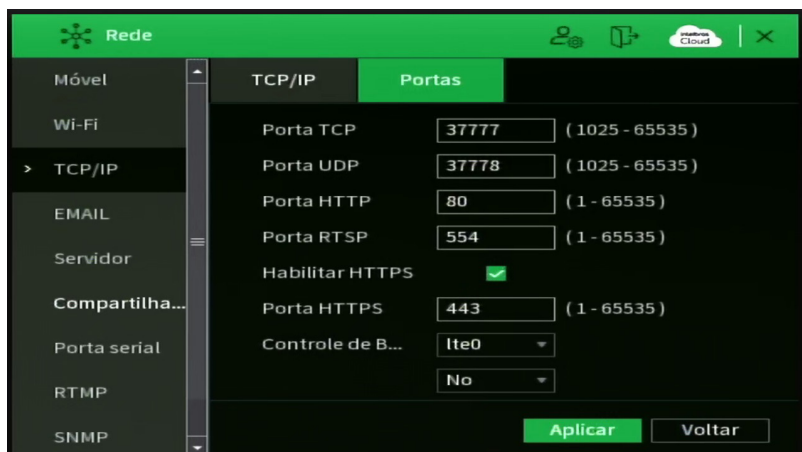 Rede
intelbras
Cloud
Móvel
Wi-Fi
TCP/IP
EMAIL
Servidor
Compartilha...
Porta serial
RTMP
SNMP
TCP/IP Portas
Porta TCP 37777 (1025-65535)
Porta UDP 37778 (1025-65535)
Porta HTTP 80 (1-65535)
Porta RTSP 554 (1-65535)
Habilitar HTTPS
Porta HTTPS 443 (1-65535)
Controle de B... lte0
No
Aplicar Voltar